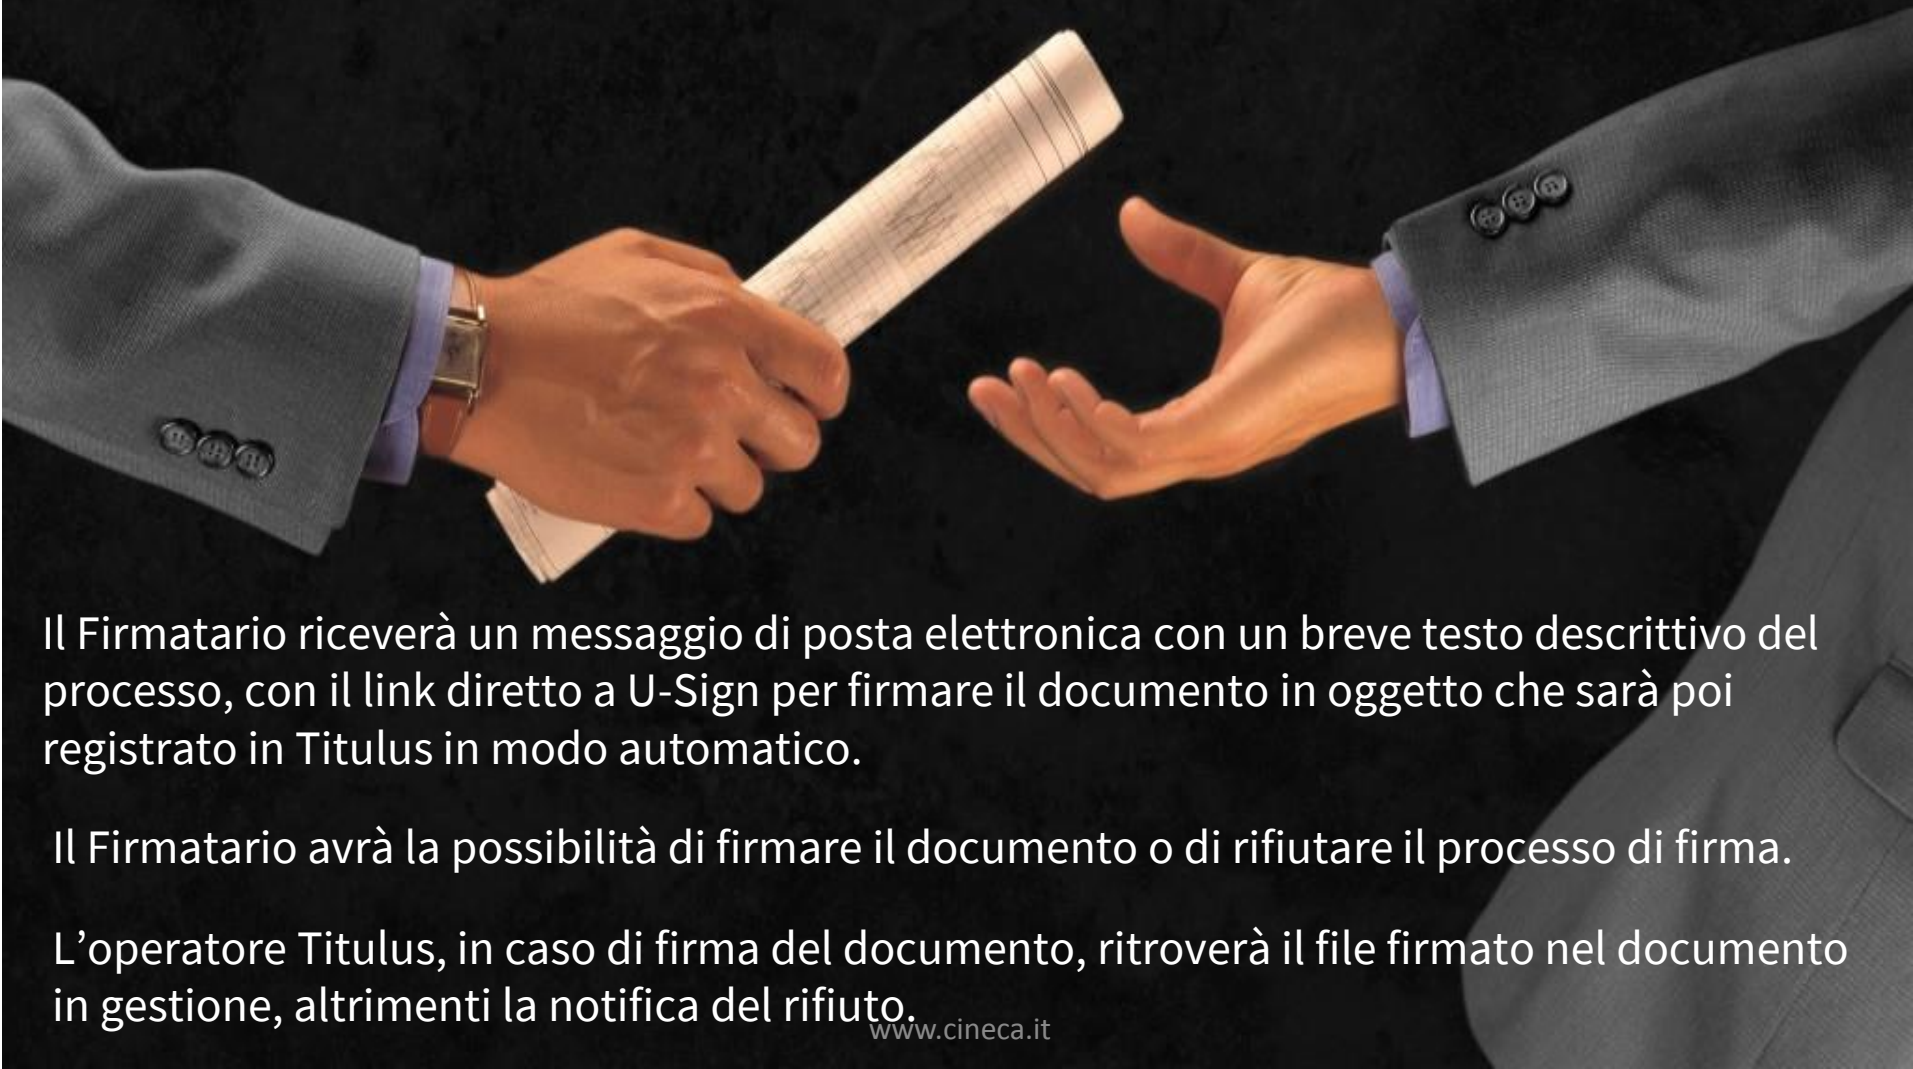 Il Firmatario riceverà un messaggio di posta elettronica con un breve testo descrittivo del
processo, con il link diretto a U-Sign per firmare il documento in oggetto che sarà poi
registrato in Titulus in modo automatico.
Il Firmatario avrà la possibilità di firmare il documento o di rifiutare il processo di firma.
L’operatore Titulus, in caso di firma del documento, ritroverà il file firmato nel documento
in gestione, altrimenti la notifica del rifiuto.
www.cineca.it